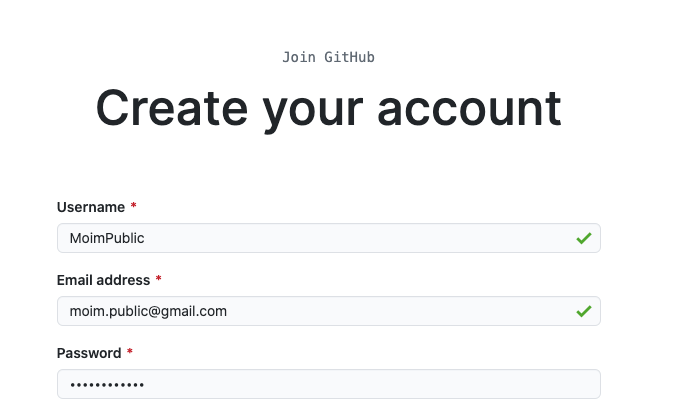 Join GitHub
Create your account
Username *
MoimPublic
Email address *
moim.public@gmail.com
Password *
••••••••••••